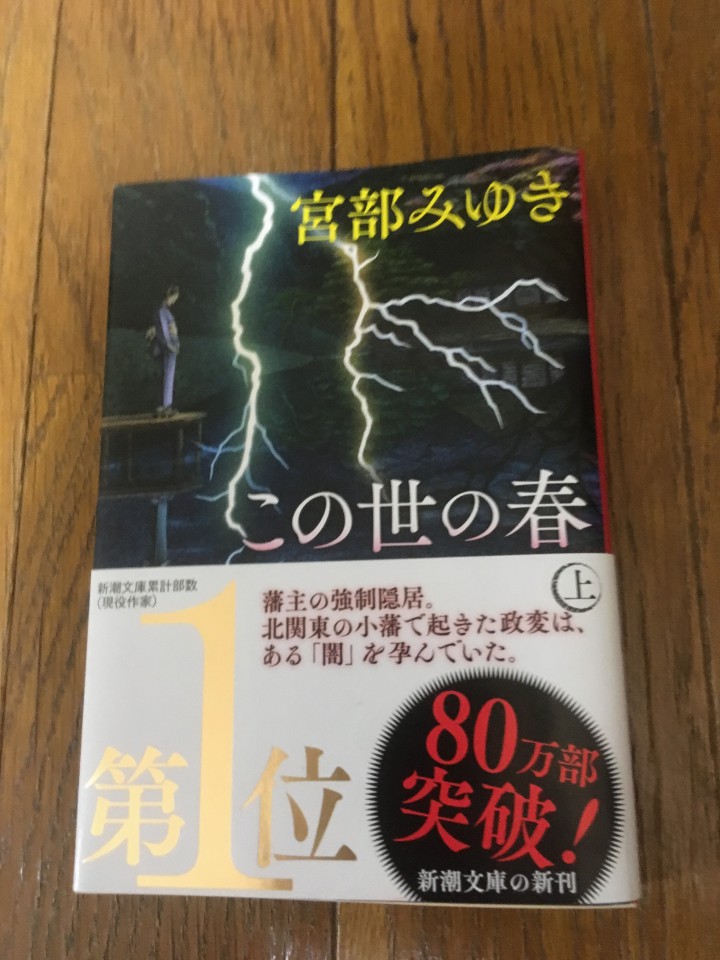 宮部みゆき
この世の春
上
新潮文庫累計部数
（現役作家）
第1位
藩主の強制隠居。
北関東の小藩で起きた政変は、
ある「闇」を孕んでいた。
80万部
突破!
新潮文庫の新刊